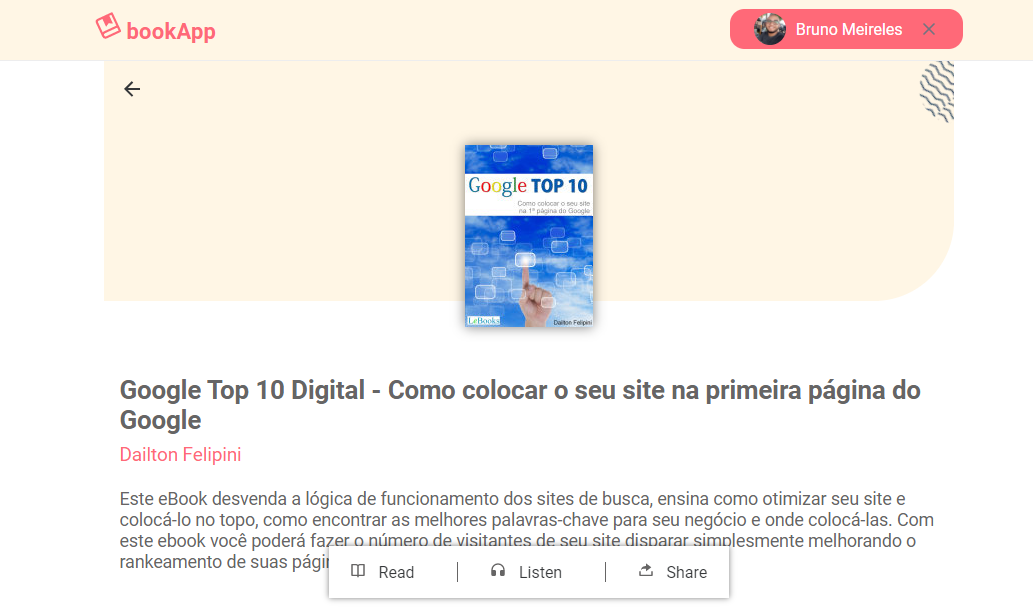 bookApp
Bruno Meireles
Google TOP 10
Como colocar o seu site
na 1ª página do Google
LeBooks
Dailton Felipini
Google Top 10 Digital - Como colocar o seu site na primeira página do
Google
Dailton Felipini
Este eBook desvenda a lógica de funcionamento dos sites de busca, ensina como otimizar seu site e
colocá-lo no topo, como encontrar as melhores palavras-chave para seu negócio e onde colocá-las. Com
este ebook você poderá fazer o número de visitantes de seu site disparar simplesmente melhorando o
rankeamento de suas
Read
Listen
Share